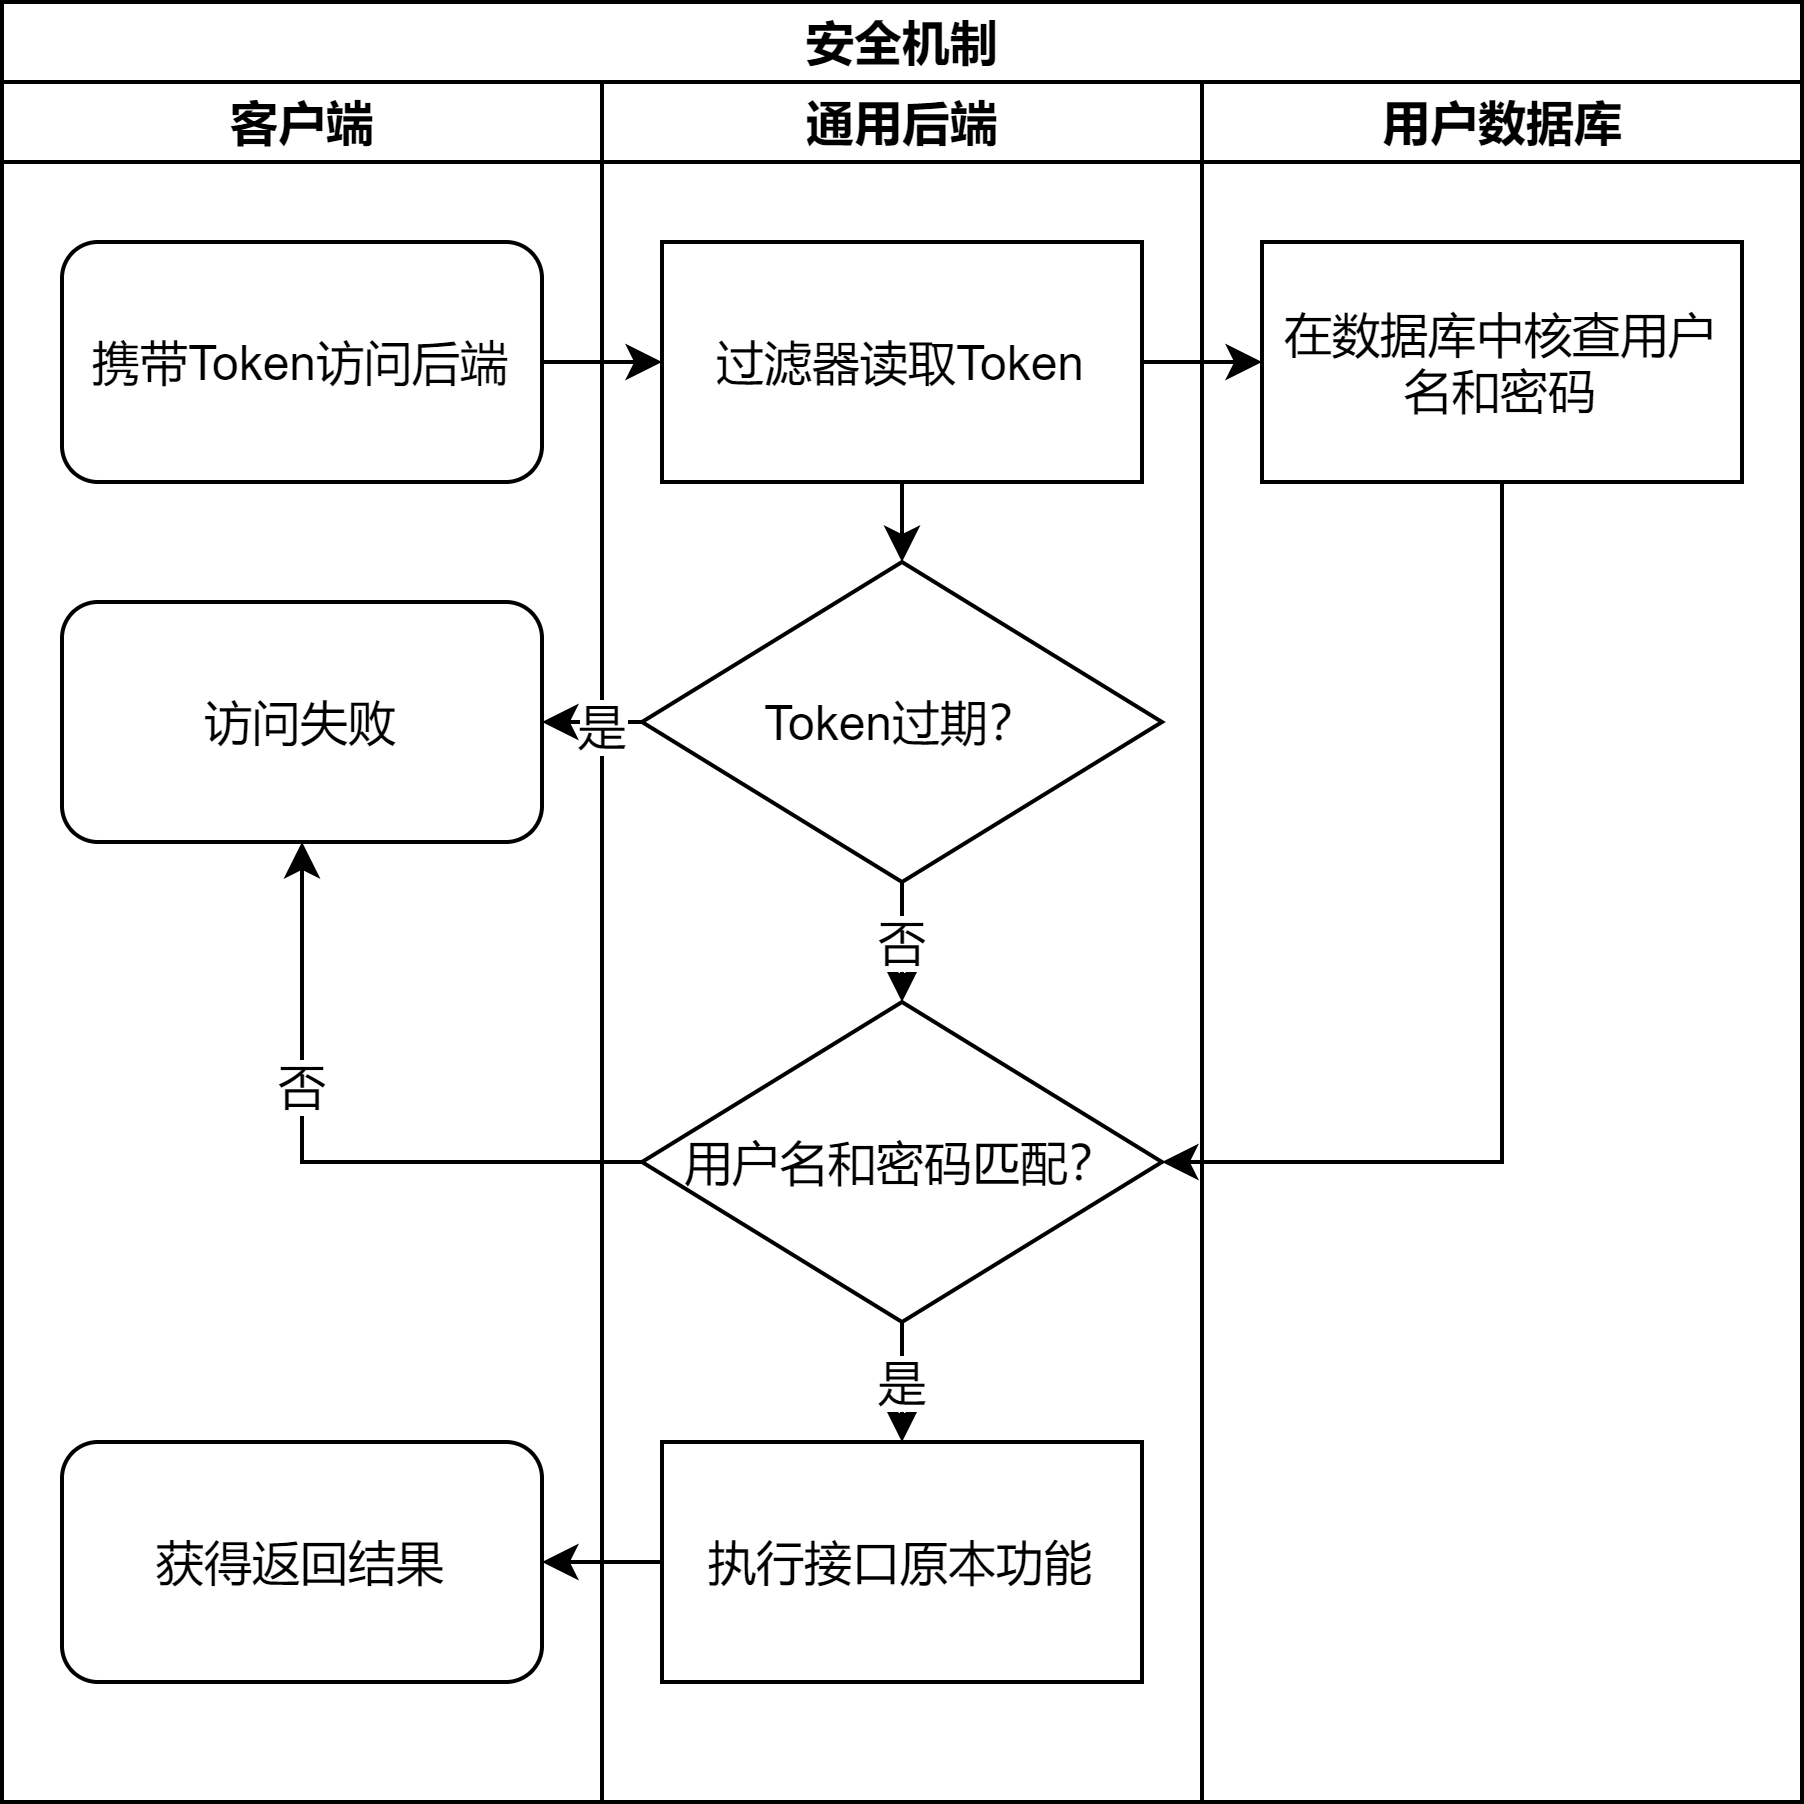 安全机制
客户端
通用后端
用户数据库
携带Token访问后端
过滤器读取Token
在数据库中核查用户
名和密码
访问失败
是
Token过期?
否
否
用户名和密码匹配?
是
获得返回结果
执行接口原本功能